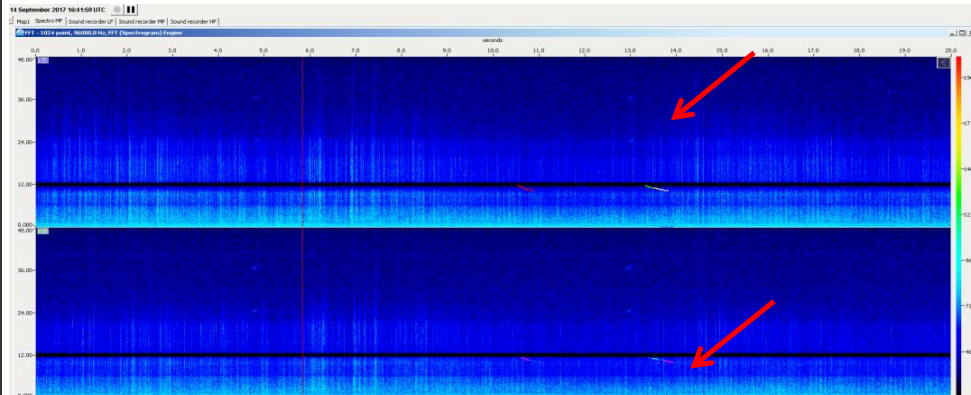 14 September 2017 16:41:59 UTC
Map1 Spectro MF Sound recorder LF Sound recorder MF Sound recorder HF
FFT - 1024 point, 96000.0 Hz, FFT (Spectrogram) Engine
seconds
0.0 1.0 2.0 3.0 4.0 5.0 6.0 7.0 8.0 9.0 10.0 11.0 12.0 13.0 14.0 15.0 16.0 17.0 18.0 19.0 20.0
48.00
36.00
24.00
12.00
0.000
48.00
36.00
24.00
12.00
0.000